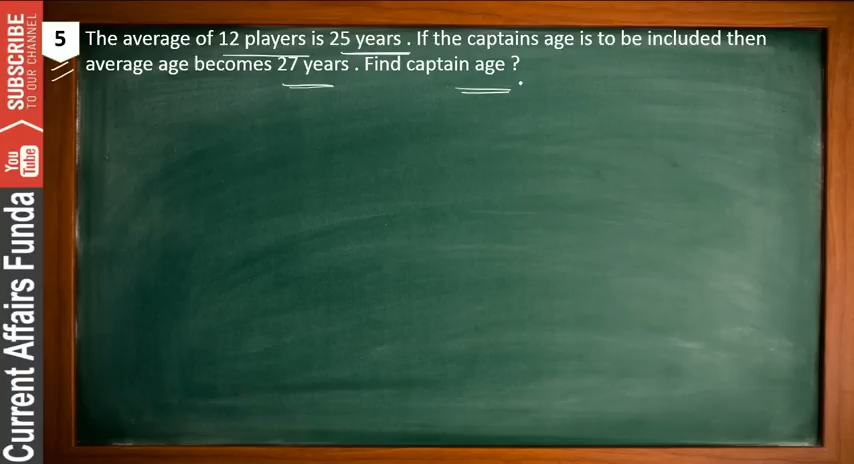 5 The average of 12 players is 25 years . If the captains age is to be included then
average age becomes 27 years . Find captain age ?
SUBSCRIBE
TO OUR CHANNEL
You
Tube
Current Affairs Funda